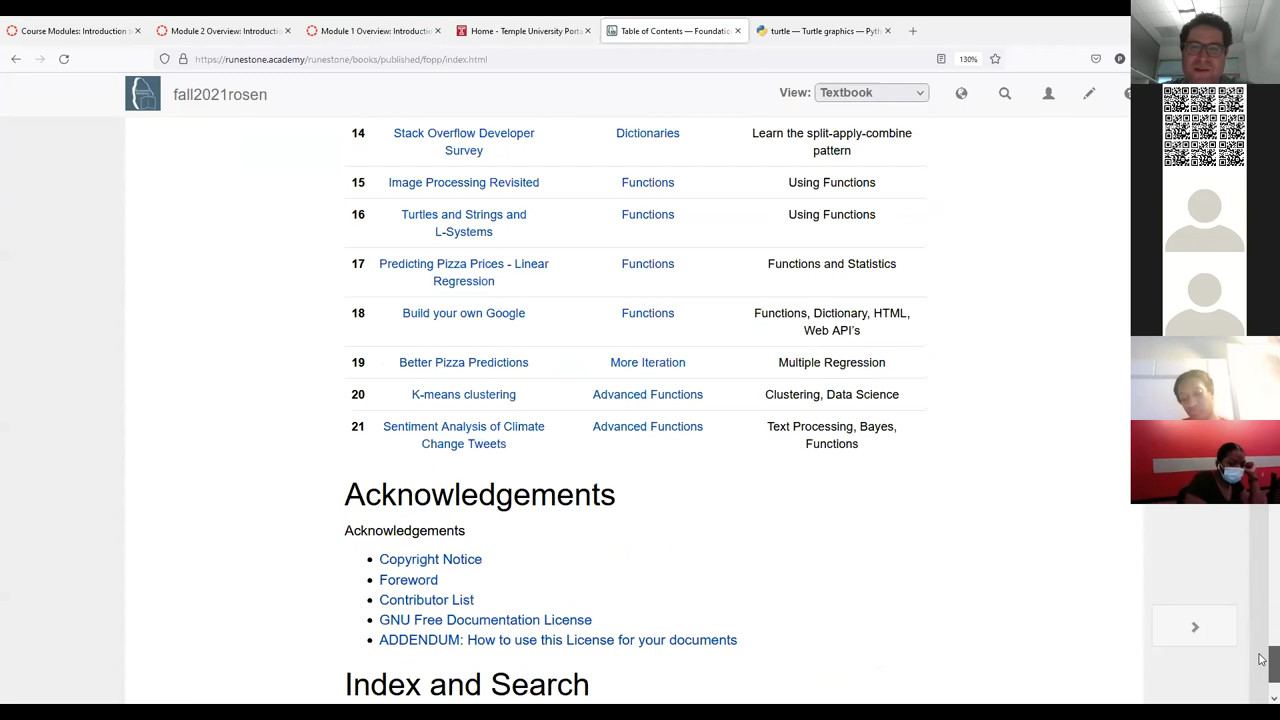 Course Modules: Introduction
Module 2 Overview: Introduction
Module 1 Overview: Introductic
Home - Temple University Port
Table of Contents — Foundatio
turtle — Turtle graphics — Pyth
https://runestone.academy/runestone/books/published/fopp/index.html
130%
fall2021rosen
View: Textbook
14 Stack Overflow Developer Dictionaries Learn the split-apply-combine
Survey pattern
15 Image Processing Revisited Functions Using Functions
16 Turtles and Strings and Functions Using Functions
L-Systems
17 Predicting Pizza Prices - Linear Functions Functions and Statistics
Regression
18 Build your own Google Functions Functions, Dictionary, HTML,
Web API's
19 Better Pizza Predictions More Iteration Multiple Regression
20 K-means clustering Advanced Functions Clustering, Data Science
21 Sentiment Analysis of Climate Advanced Functions Text Processing, Bayes,
Change Tweets Functions
Acknowledgements
Acknowledgements
Copyright Notice
Foreword
Contributor List
GNU Free Documentation License
ADDENDUM: How to use this License for your documents
Index and Search